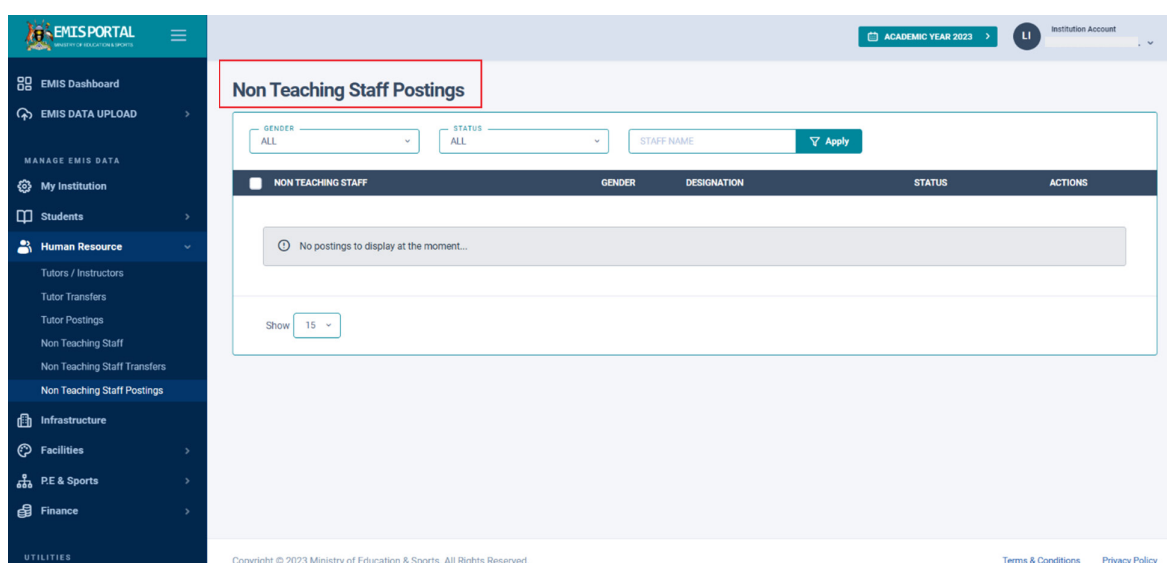 EMIS PORTAL
MINISTRY OF EDUCATION & SPORTS
ACADEMIC YEAR 2023
LI
Institution Account
EMIS Dashboard
EMIS DATA UPLOAD
MANAGE EMIS DATA
My Institution
Students
Human Resource
Tutors / Instructors
Tutor Transfers
Tutor Postings
Non Teaching Staff
Non Teaching Staff Transfers
Non Teaching Staff Postings
Infrastructure
Facilities
P.E & Sports
Finance
UTILITIES
Non Teaching Staff Postings
GENDER
ALL
STATUS
ALL
STAFF NAME
Apply
NON TEACHING STAFF GENDER DESIGNATION STATUS ACTIONS
No postings to display at the moment...
Show 15
Copyright © 2023 Ministry of Education & Sports. All Rights Reserved. Terms & Conditions Privacy Policy